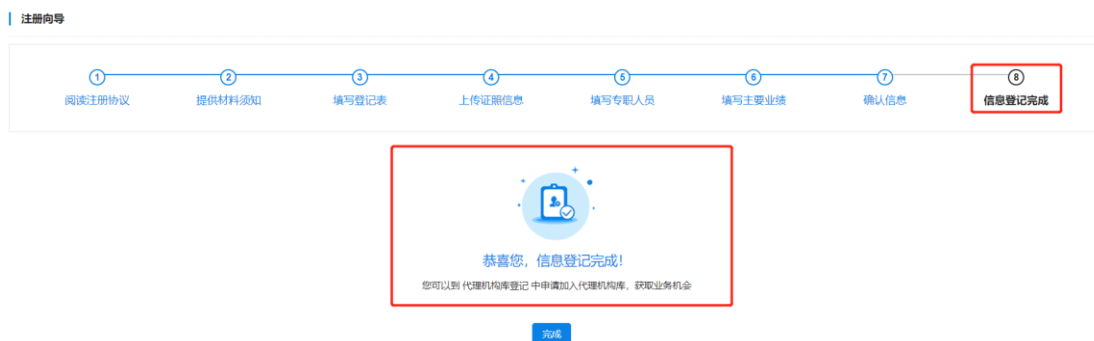 注册向导
1 2 3 4 5 6 7 8
阅读注册协议 提供材料须知 填写登记表 上传证照信息 填写专职人员 填写主要业绩 确认信息 信息登记完成
恭喜您，信息登记完成！
您可以到 代理机构库登记 中申请加入代理机构库，获取业务机会
完成